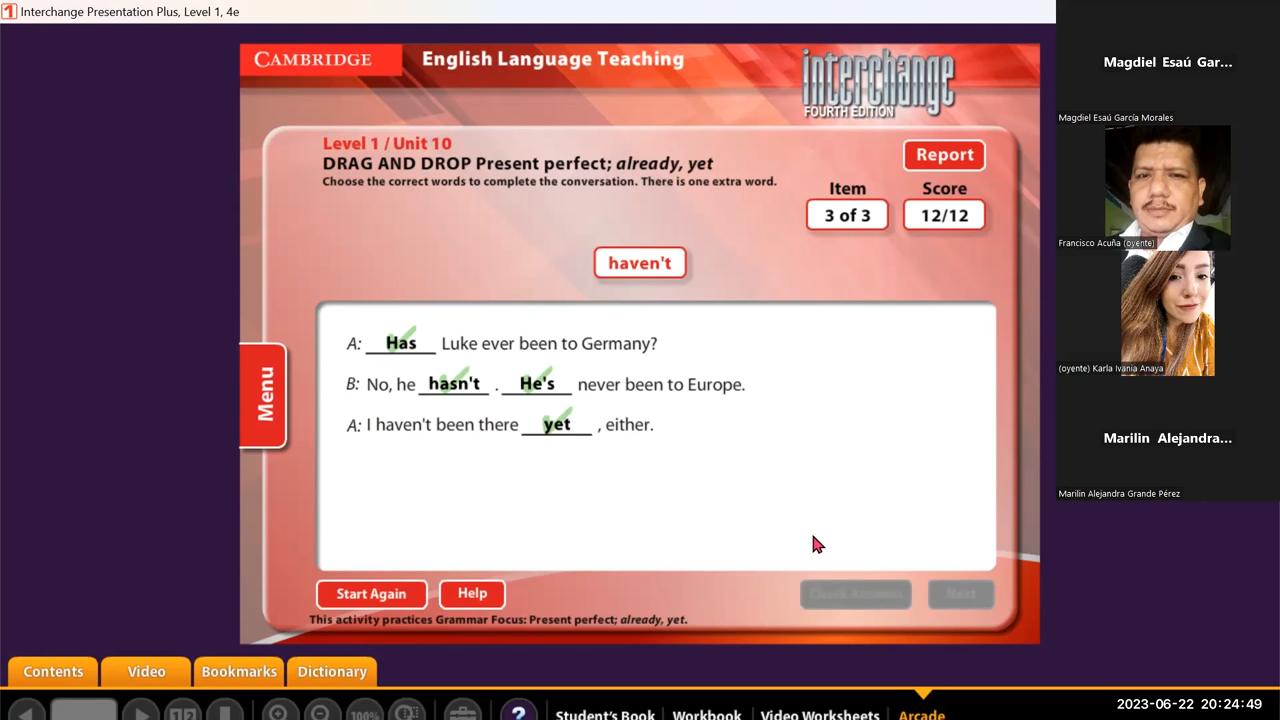 Interchange Presentation Plus, Level 1, 4e
CAMBRIDGE
English Language Teaching
interchange
FOURTH EDITION
Level 1 / Unit 10
DRAG AND DROP Present perfect; already, yet
Choose the correct words to complete the conversation. There is one extra word.
Report
Item
Score
3 of 3
12/12
haven't
A: Has Luke ever been to Germany?
B: No, he hasn't . He's never been to Europe.
A: I haven't been there yet , either.
Menu
Start Again
Help
Check Answers
Next
This activity practices Grammar Focus: Present perfect; already, yet.
Contents
Video
Bookmarks
Dictionary
100%
?
Student's Book
Workbook
Video Worksheets
Arcade
Magdiel Esaú Gar...
Magdiel Esaú García Morales
Francisco Acuña (oyente)
(oyente) Karla Ivania Anaya
Marilin Alejandra...
Marilin Alejandra Grande Pérez
2023-06-22 20:24:49